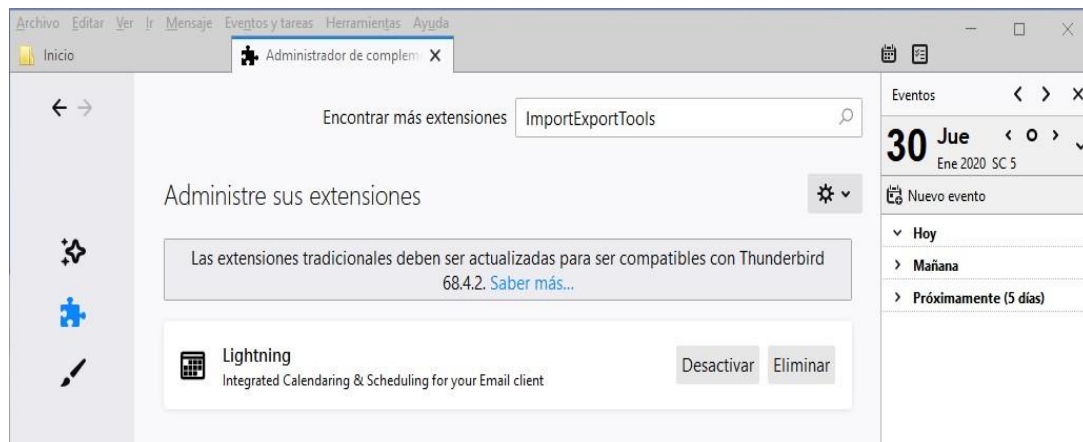 Archivo Editar Ver Ir Mensaje Eventos y tareas Herramientas Ayuda
Inicio
Administrador de complem
Encontrar más extensiones ImportExportTools
Administre sus extensiones
Las extensiones tradicionales deben ser actualizadas para ser compatibles con Thunderbird
68.4.2. Saber más...
Lightning
Integrated Calendaring & Scheduling for your Email client
Desactivar Eliminar
Eventos
30 Jue
Ene 2020 SC 5
Nuevo evento
Hoy
Mañana
Próximamente (5 días)